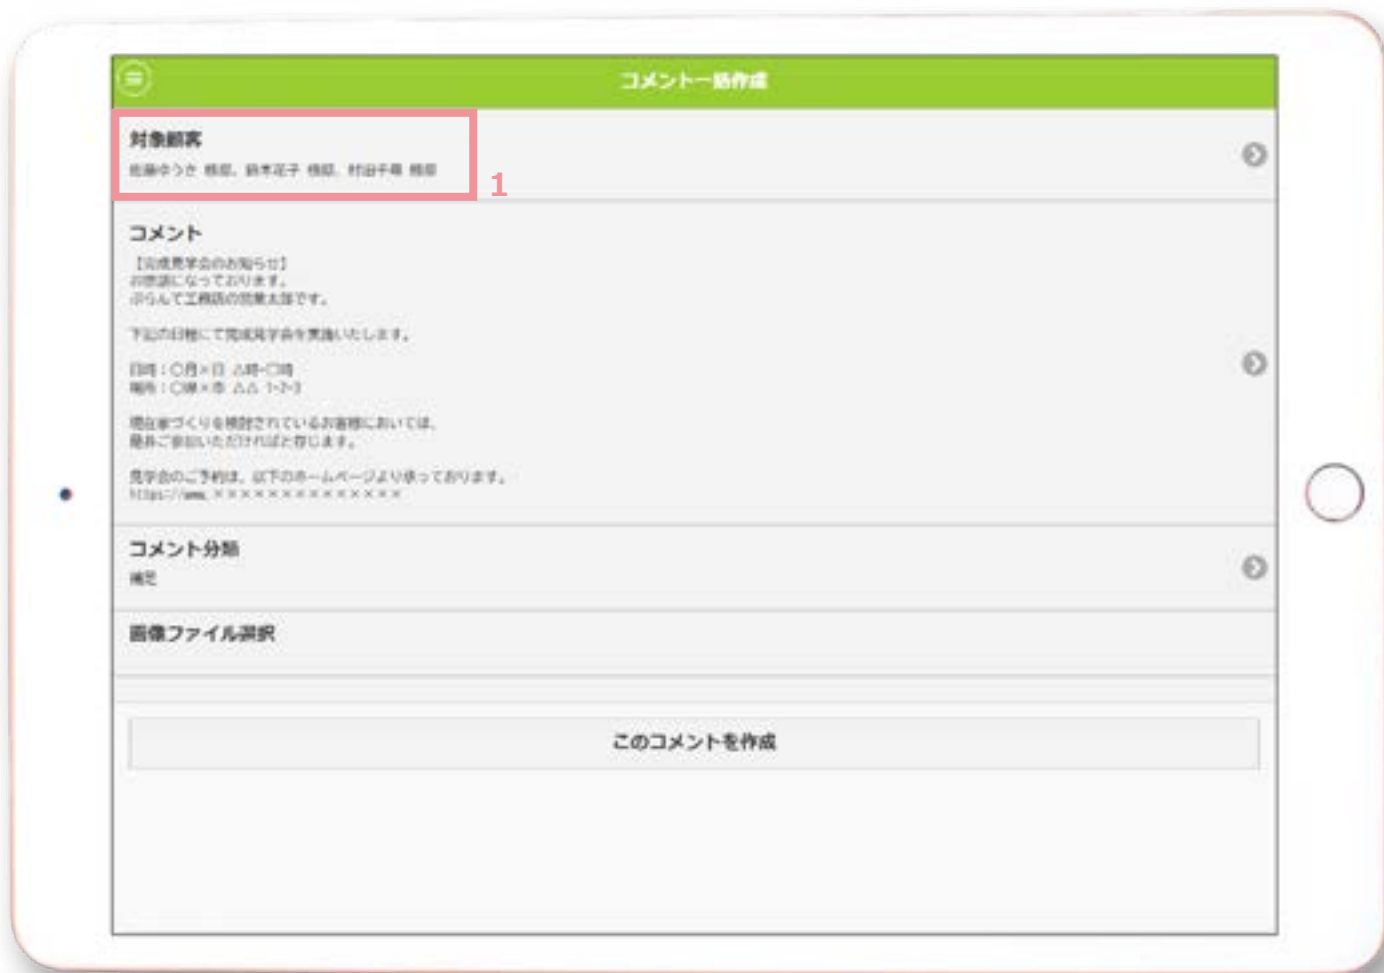 コメント一括作成
対象顧客
佐藤ゆうき 様邸、鈴木花子 様邸、村田千尋 様邸
1
コメント
【完成見学会のお知らせ】
お世話になっております。
ぷらんて工務店の営業太郎です。
下記の日程にて完成見学会を実施いたします。
日時：〇月×日 △時-□時
場所：〇県×市 △△ 1-2-3
現在家づくりを検討されているお客様においては、
是非ご参加いただければと存じます。
見学会のご予約は、以下のホームページより承っております。
https://www.××××××××××××××
コメント分類
補足
画像ファイル選択
このコメントを作成